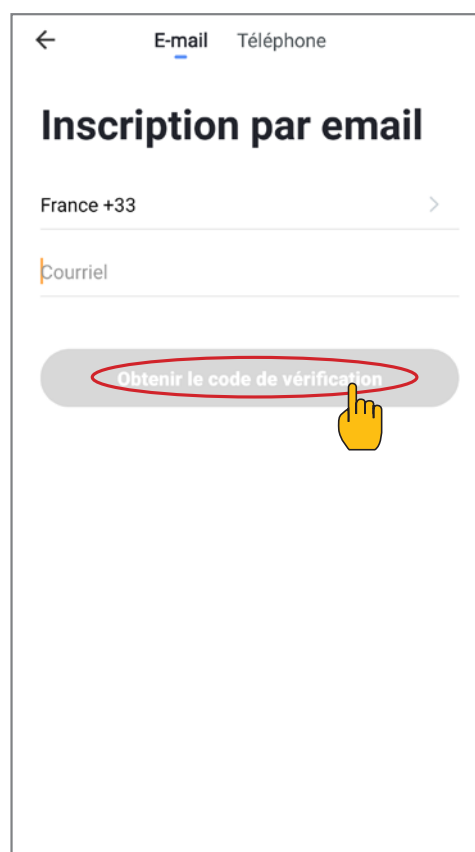 E-mail Téléphone
Inscription par email
France +33
Courriel
Obtenir le code de vérification